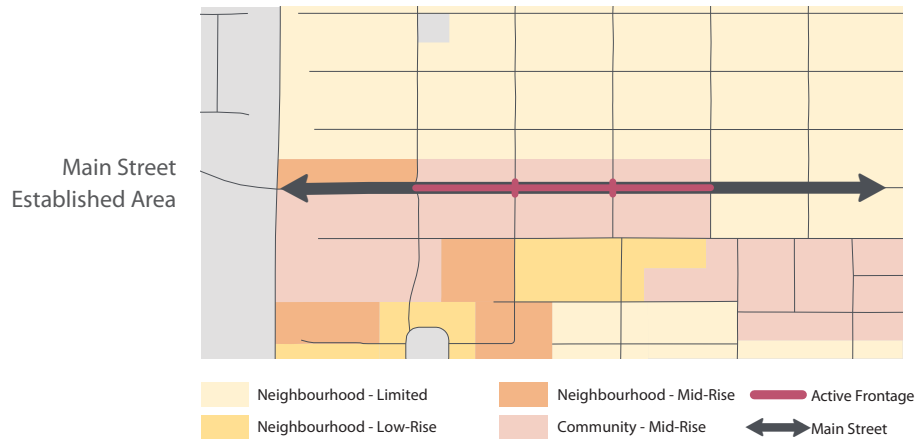 Main Street
Established Area
Neighbourhood - Limited
Neighbourhood - Mid-Rise
Active Frontage
Neighbourhood - Low-Rise
Community - Mid-Rise
Main Street